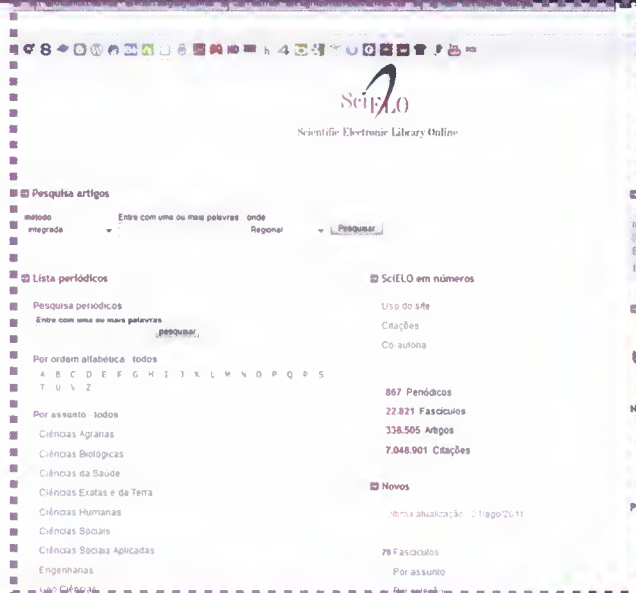 SciELO
Scientific Electronic Library Online
Pesquisa artigos
método
Entre com uma ou mais palavras
onde
integrada
Regional
Pesquisar
Lista periódicos
Pesquisa periódicos
Entre com uma ou mais palavras
pesquisar
Por ordem alfabética todos
A B C D E F G H I J K L M N O P Q R S
T U V Z
Por assunto todos
Ciências Agrárias
Ciências Biológicas
Ciências da Saúde
Ciências Exatas e da Terra
Ciências Humanas
Ciências Sociais
Ciências Sociais Aplicadas
Engenharias
SciELO em números
Uso do site
Citações
Co-autoria
867 Periódicos
22.821 Fascículos
338.505 Artigos
7.048.901 Citações
Novos
Última atualização
79 Fascículos
Por assunto